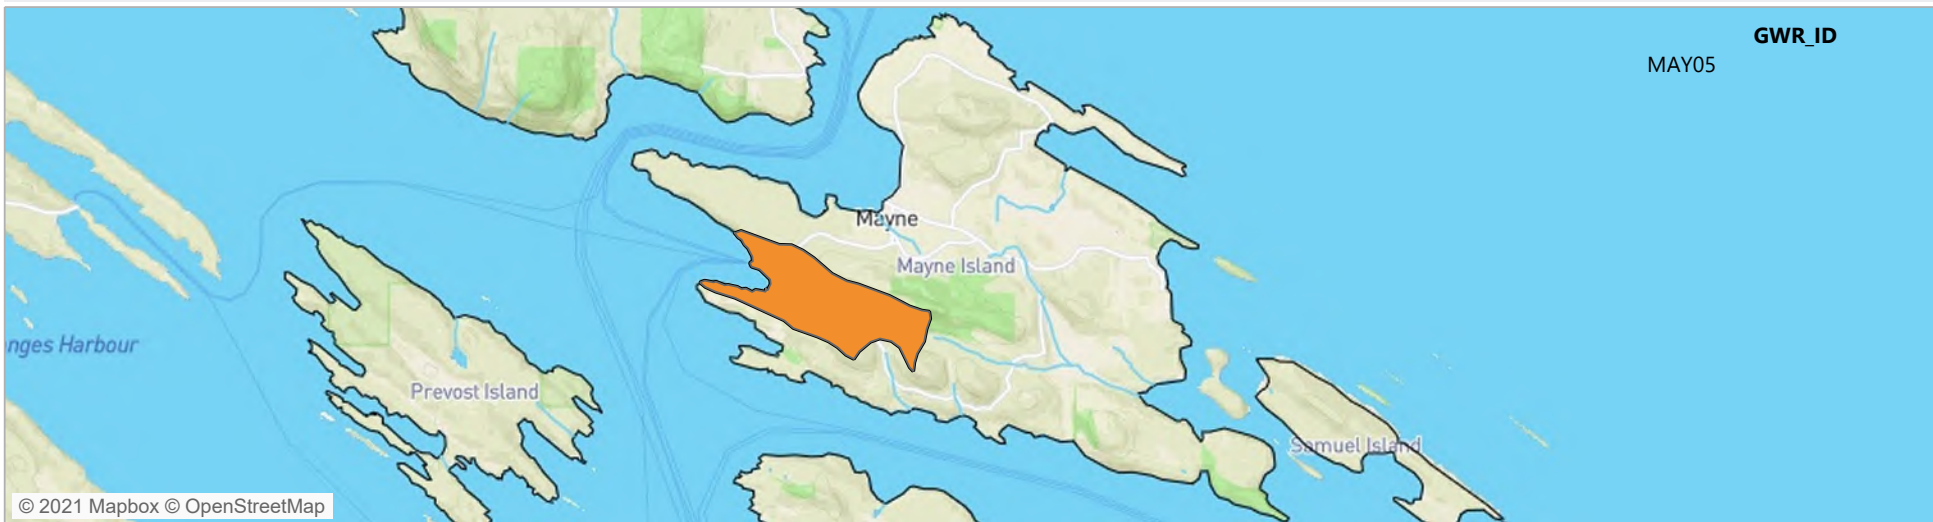 GWR_ID
MAY05
Mayne
Mayne Island
nges Harbour
Prevost Island
Samuel Island
© 2021 Mapbox © OpenStreetMap